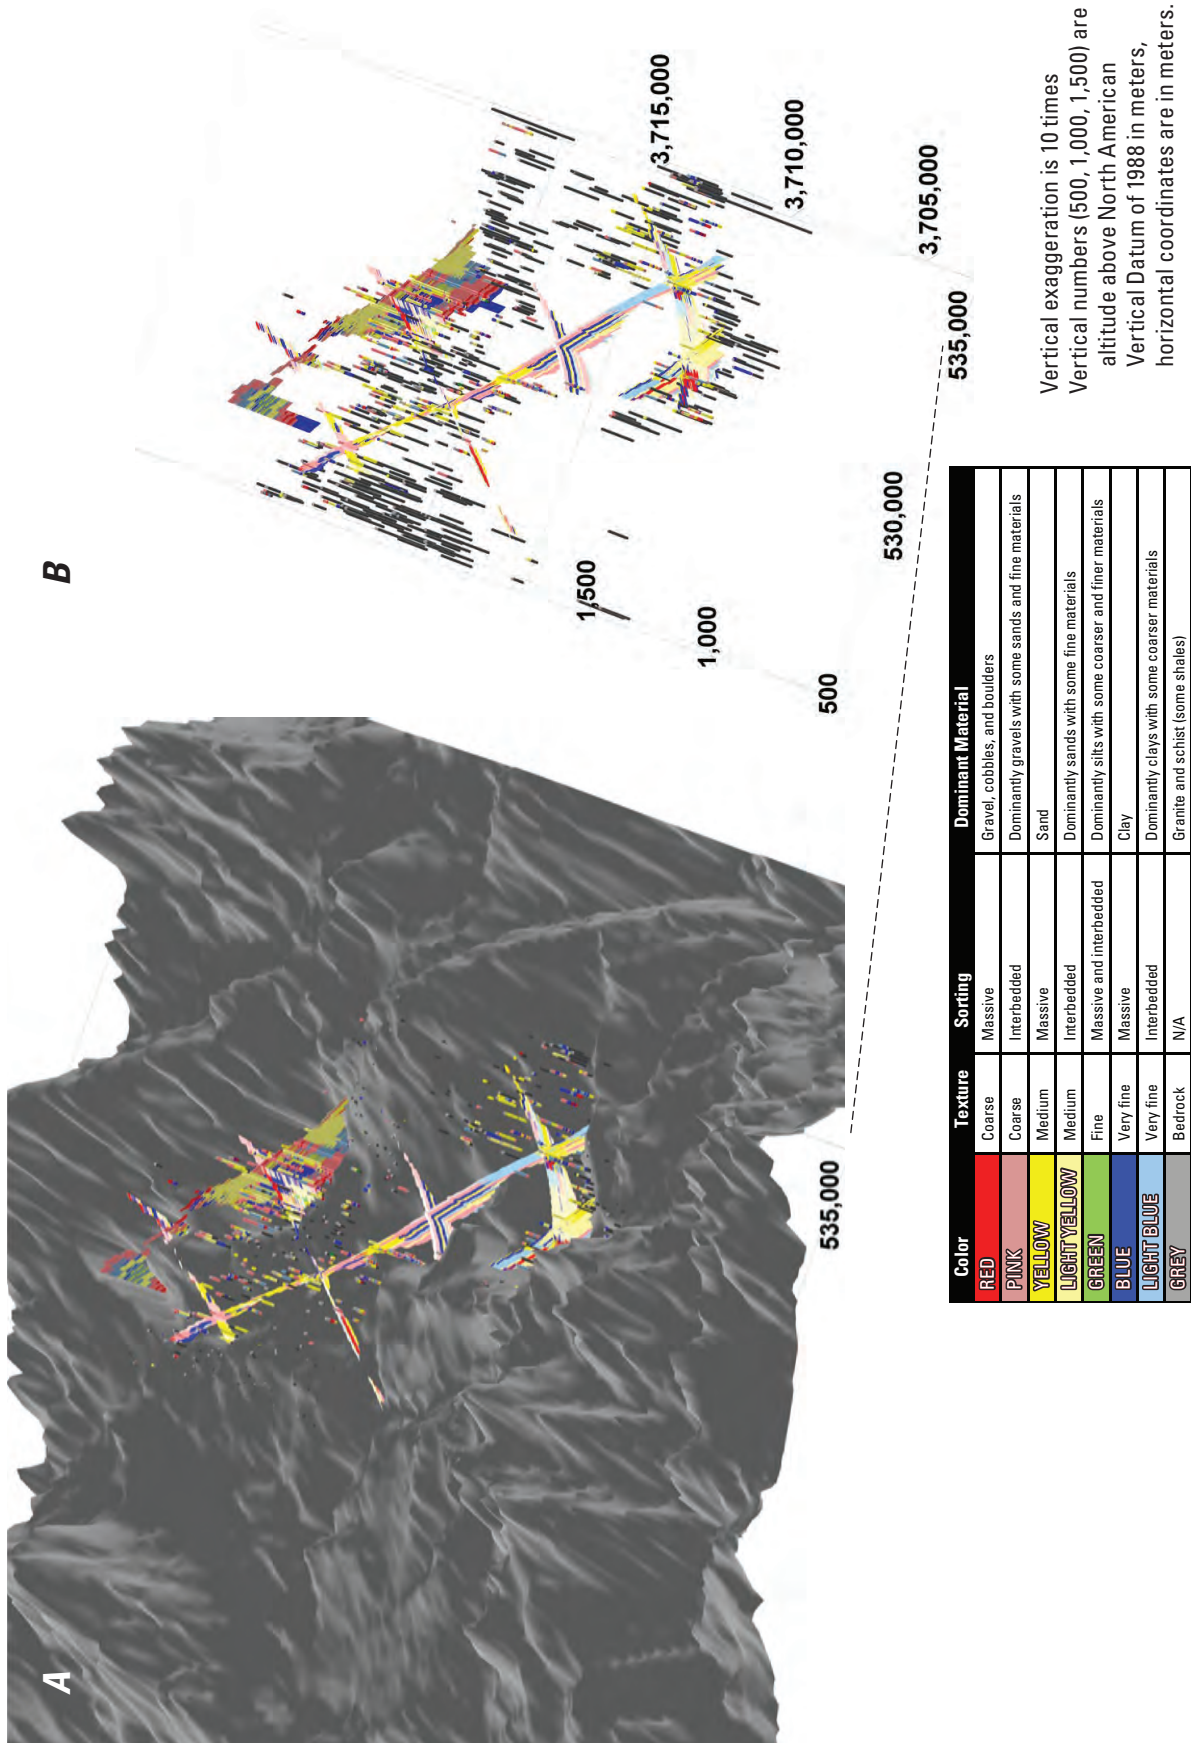 A
B
535,000
1,500
1,000
500
530,000
535,000
3,705,000
3,710,000
3,715,000
Color Texture Sorting Dominant Material
RED Coarse Massive Gravel, cobbles, and boulders
PINK Coarse Interbedded Dominantly gravels with some sands and fine materials
YELLOW Medium Massive Sand
LIGHT YELLOW Medium Interbedded Dominantly sands with some fine materials
GREEN Fine Massive and interbedded Dominantly silts with some coarser and finer materials
BLUE Very fine Massive Clay
LIGHT BLUE Very fine Interbedded Dominantly clays with some coarser materials
GREY Bedrock N/A Granite and schist (some shales)
Vertical exaggeration is 10 times
Vertical numbers (500, 1,000, 1,500) are
altitude above North American
Vertical Datum of 1988 in meters,
horizontal coordinates are in meters.